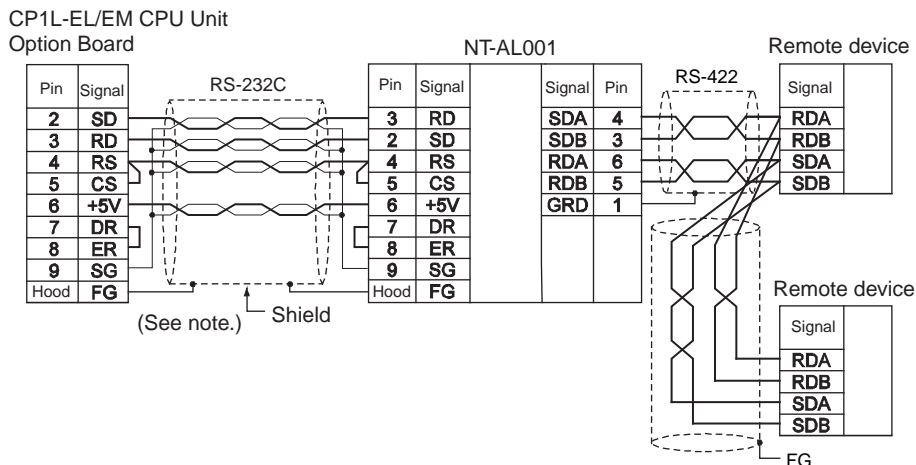 CP1L-EL/EM CPU Unit
Option Board
NT-AL001
Remote device
Pin Signal
RS-232C
Pin Signal
Signal Pin
RS-422
Signal
2 SD
3 RD
4 RS
5 CS
6 +5V
7 DR
8 ER
9 SG
Hood FG
3 RD
2 SD
4 RS
5 CS
6 +5V
7 DR
8 ER
9 SG
Hood FG
SDA 4
SDB 3
RDA 6
RDB 5
GRD 1
RDA
RDB
SDA
SDB
(See note.)
Shield
Remote device
Signal
RDA
RDB
SDA
SDB
FG